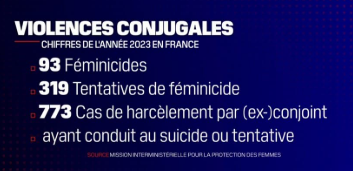 VIOLENCES CONJUGALES
CHIFFRES DE L'ANNÉE 2023 EN FRANCE
93 Féminicides
319 Tentatives de féminicide
773 Cas de harcèlement par (ex-)conjoint
ayant conduit au suicide ou tentative
SOURCE MISSION INTERMINISTÉRIELLE POUR LA PROTECTION DES FEMMES